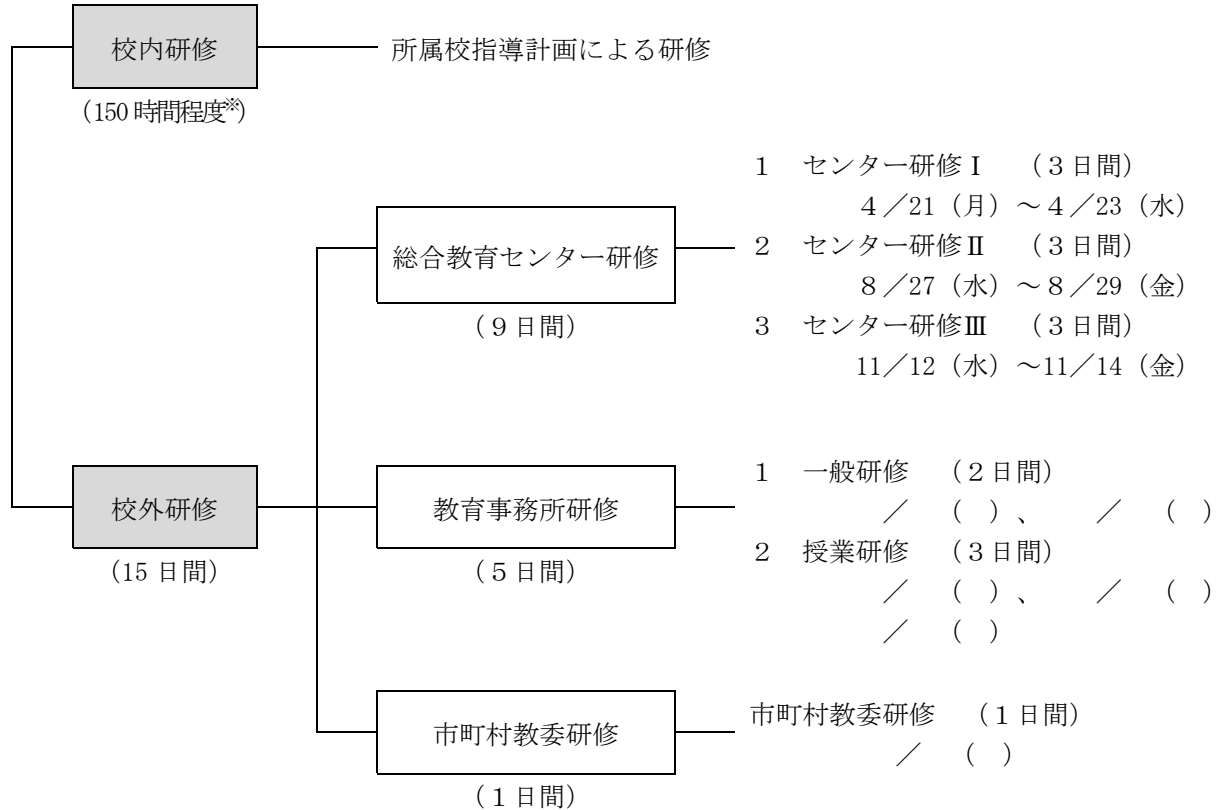 校内研修
所属校指導計画による研修
（150 時間程度※）
1　センター研修Ⅰ　（３日間）
４／21（月）～４／23（水）
総合教育センター研修
2　センター研修Ⅱ　（３日間）
８／27（水）～８／29（金）
（９日間）
3　センター研修Ⅲ　（３日間）
11／12（水）～11／14（金）
校外研修
（15 日間）
教育事務所研修
（５日間）
1　一般研修　（２日間）
／　（　）、　　／　（　）
2　授業研修　（３日間）
／　（　）、　　／　（　）
／　（　）
市町村教委研修
（１日間）
市町村教委研修　（１日間）
／　（　）